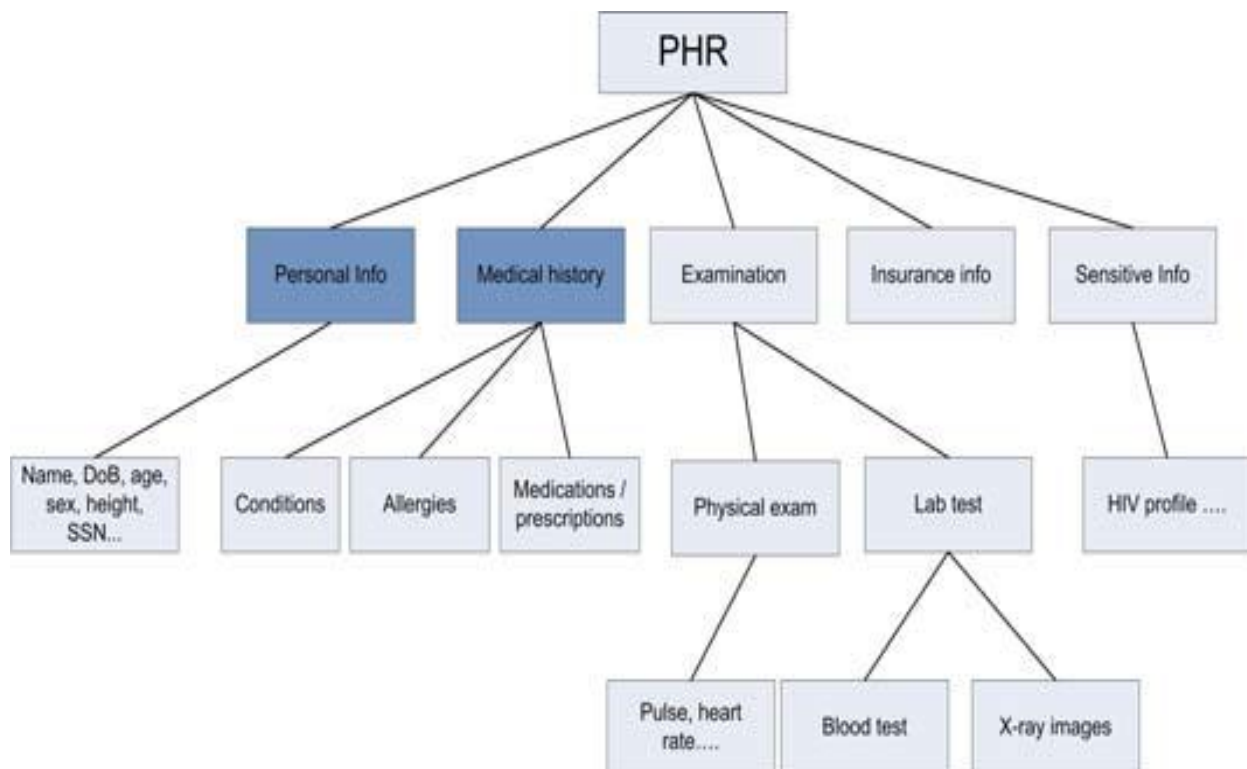 PHR
Personal Info
Medical history
Examination
Insurance info
Sensitive Info
Name, DoB, age,
sex, height,
SSN...
Conditions
Allergies
Medications /
prescriptions
Physical exam
Lab test
HIV profile ....
Pulse, heart
rate....
Blood test
X-ray images